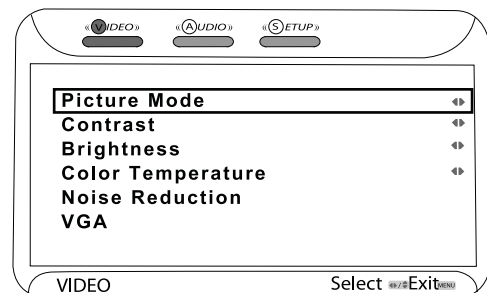 «VIDEO» «AUDIO» «SETUP»
Picture Mode
Contrast
Brightness
Color Temperature
Noise Reduction
VGA
VIDEO Select / Exit MENU